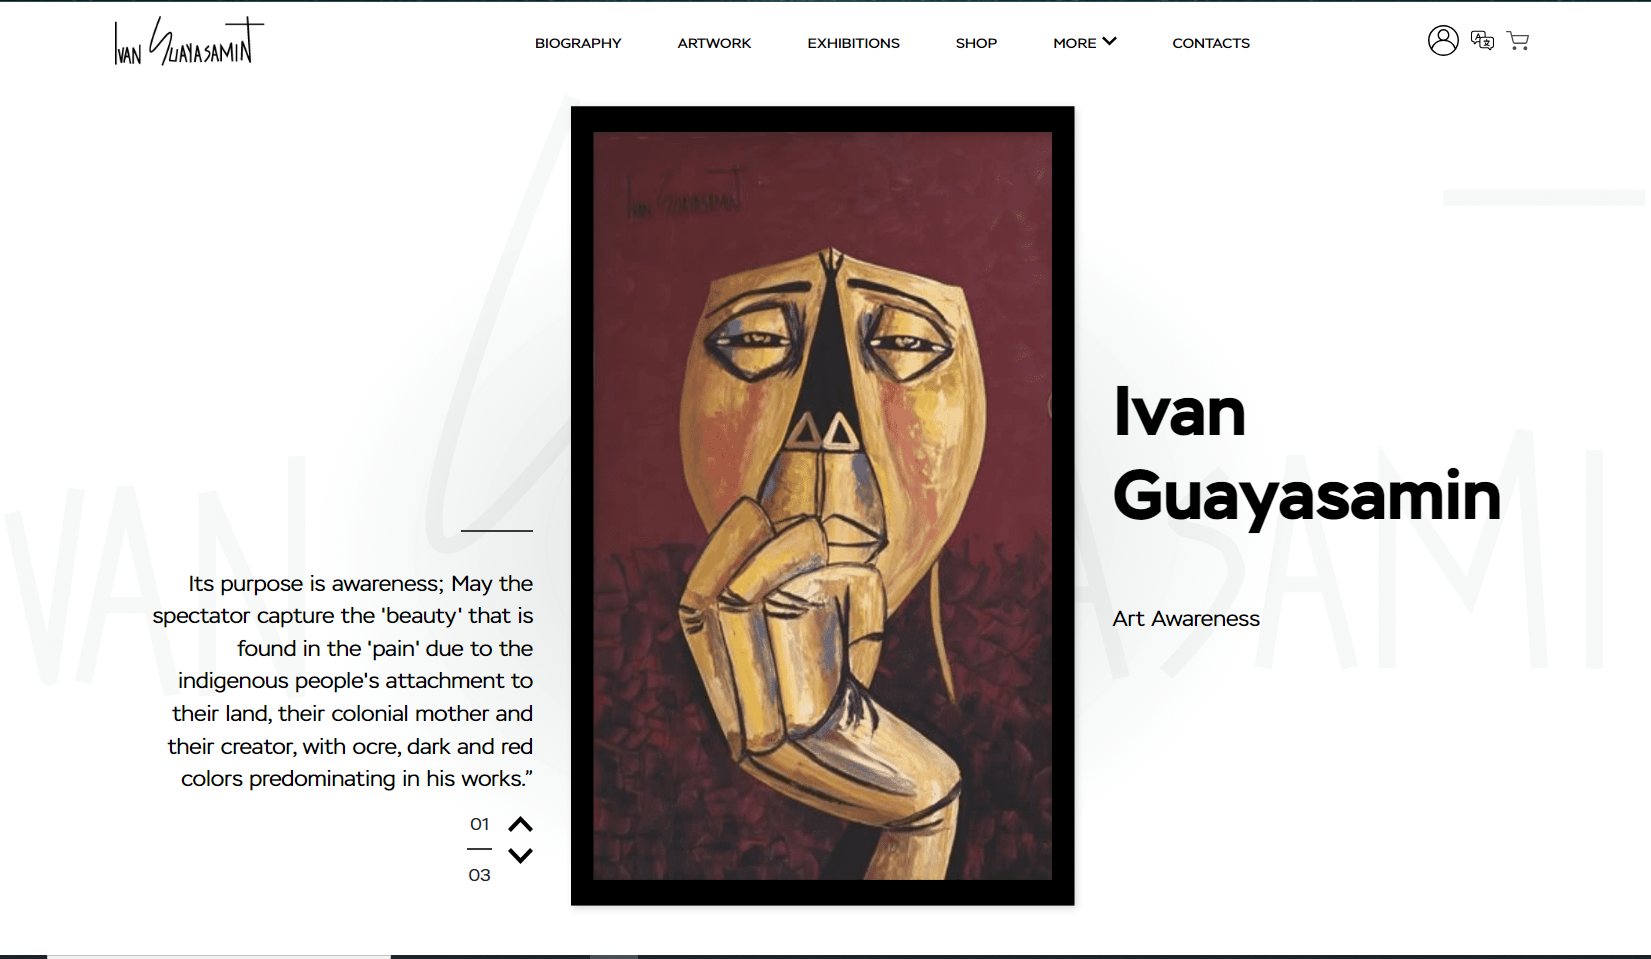 IVAN GUAYASAMIN
BIOGRAPHY
ARTWORK
EXHIBITIONS
SHOP
MORE
CONTACTS
IVAN GUAYASAMIN
Its purpose is awareness; May the
spectator capture the 'beauty' that is
found in the 'pain' due to the
indigenous people's attachment to
their land, their colonial mother and
their creator, with ocre, dark and red
colors predominating in his works.”
01
03
Ivan
Guayasamin
Art Awareness